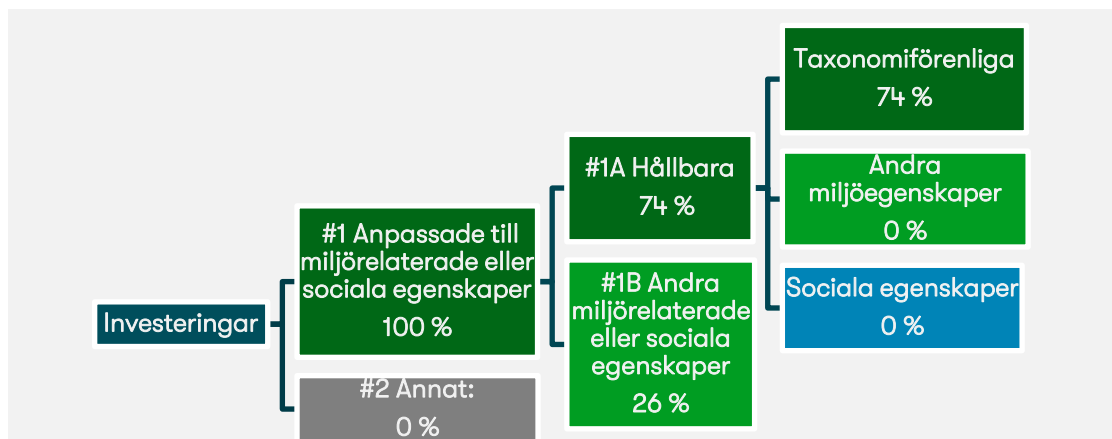 Investeringar
#1 Anpassade till
miljörelaterade eller
sociala egenskaper
100 %
#2 Annat:
0 %
#1A Hållbara
74 %
#1B Andra
miljörelaterade
eller sociala
egenskaper
26 %
Taxonomiförenliga
74 %
Andra
miljöegenskaper
0 %
Sociala egenskaper
0 %